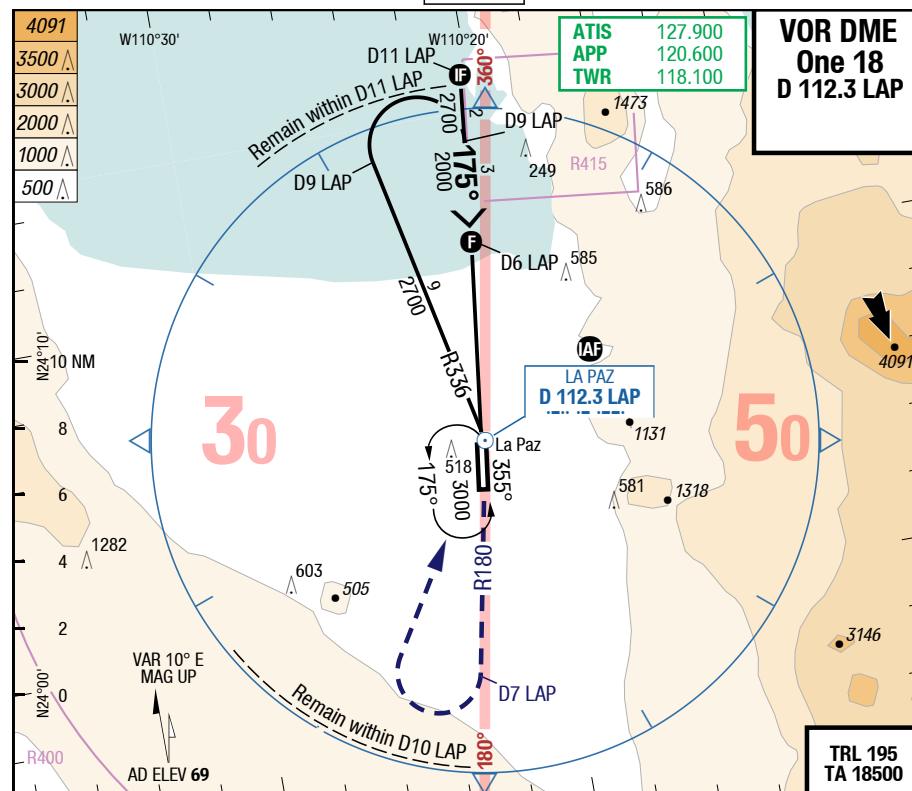 4091
3500
3000
2000
1000
500
W110°30'
W110°20'
ATIS 127.900
APP 120.600
TWR 118.100
VOR DME
One 18
D 112.3 LAP
D11 LAP
IF
360°
Remain within D11 LAP
2700
2
D9 LAP
D9 LAP
175°
2000
3
249
1473
R415
586
F
D6 LAP
585
9
2700
R336
IAF
4091
N24°10'
10 NM
LA PAZ
D 112.3 LAP
30
50
8
La Paz
1131
518
175°
3000
355°
6
581
1318
R180
1282
4
603
505
2
3146
VAR 10° E
MAG UP
N24°00'
0
D7 LAP
Remain within D10 LAP
180°
R400
AD ELEV 69
TRL 195
TA 18500